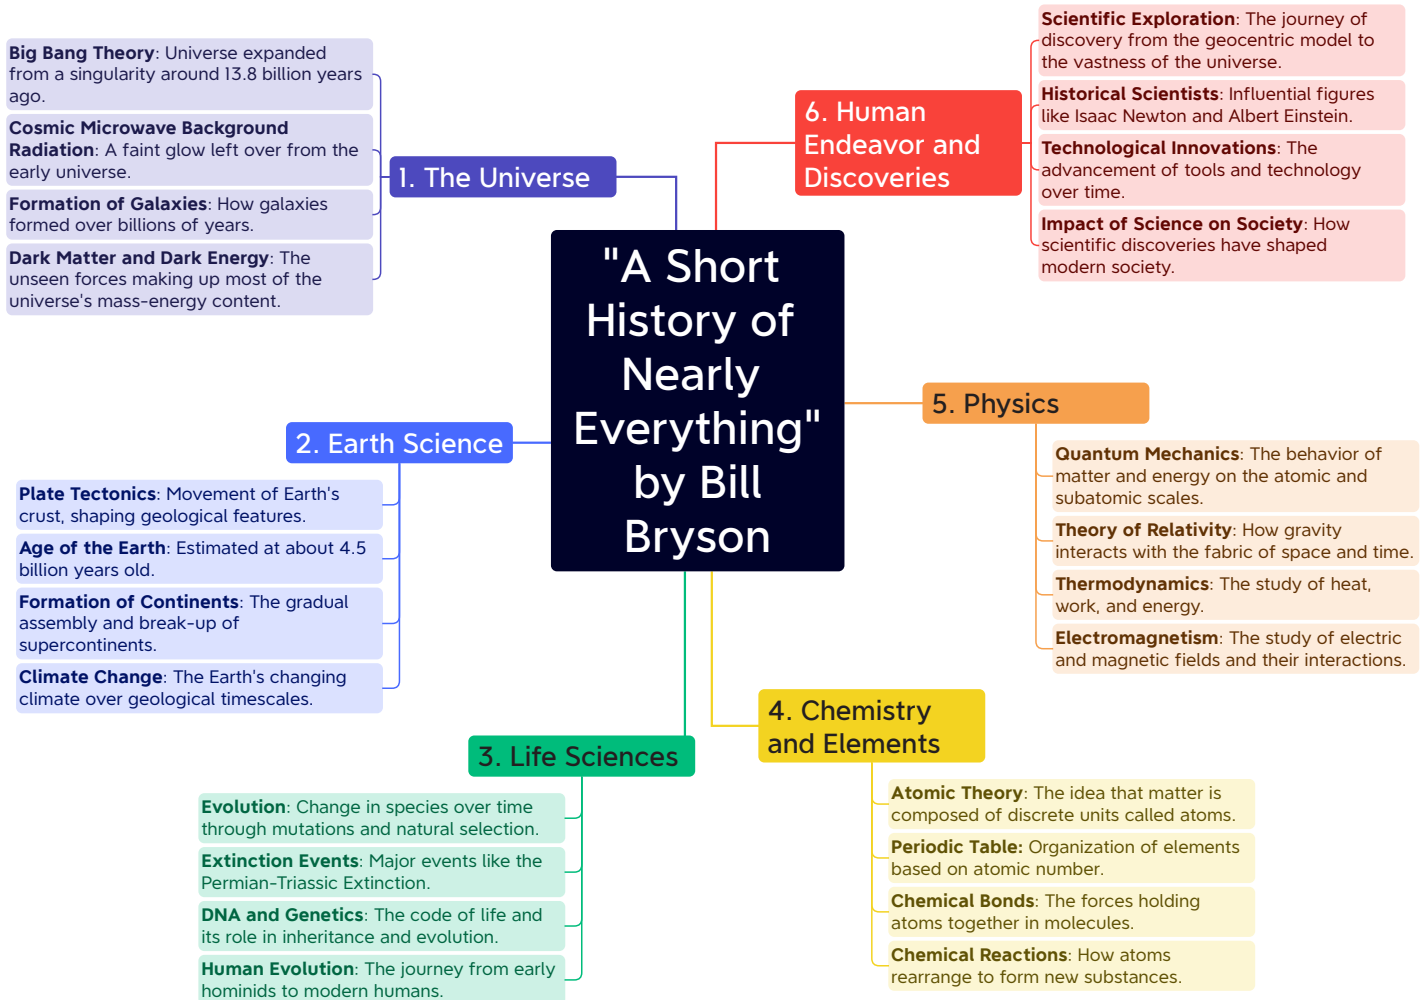 "A Short
History of
Nearly
Everything"
by Bill
Bryson
1. The Universe
Big Bang Theory: Universe expanded
from a singularity around 13.8 billion years
ago.
Cosmic Microwave Background
Radiation: A faint glow left over from the
early universe.
Formation of Galaxies: How galaxies
formed over billions of years.
Dark Matter and Dark Energy: The
unseen forces making up most of the
universe's mass-energy content.
2. Earth Science
Plate Tectonics: Movement of Earth's
crust, shaping geological features.
Age of the Earth: Estimated at about 4.5
billion years old.
Formation of Continents: The gradual
assembly and break-up of
supercontinents.
Climate Change: The Earth's changing
climate over geological timescales.
3. Life Sciences
Evolution: Change in species over time
through mutations and natural selection.
Extinction Events: Major events like the
Permian-Triassic Extinction.
DNA and Genetics: The code of life and
its role in inheritance and evolution.
Human Evolution: The journey from early
hominids to modern humans.
4. Chemistry
and Elements
Atomic Theory: The idea that matter is
composed of discrete units called atoms.
Periodic Table: Organization of elements
based on atomic number.
Chemical Bonds: The forces holding
atoms together in molecules.
Chemical Reactions: How atoms
rearrange to form new substances.
5. Physics
Quantum Mechanics: The behavior of
matter and energy on the atomic and
subatomic scales.
Theory of Relativity: How gravity
interacts with the fabric of space and time.
Thermodynamics: The study of heat,
work, and energy.
Electromagnetism: The study of electric
and magnetic fields and their interactions.
6. Human
Endeavor and
Discoveries
Scientific Exploration: The journey of
discovery from the geocentric model to
the vastness of the universe.
Historical Scientists: Influential figures
like Isaac Newton and Albert Einstein.
Technological Innovations: The
advancement of tools and technology
over time.
Impact of Science on Society: How
scientific discoveries have shaped
modern society.